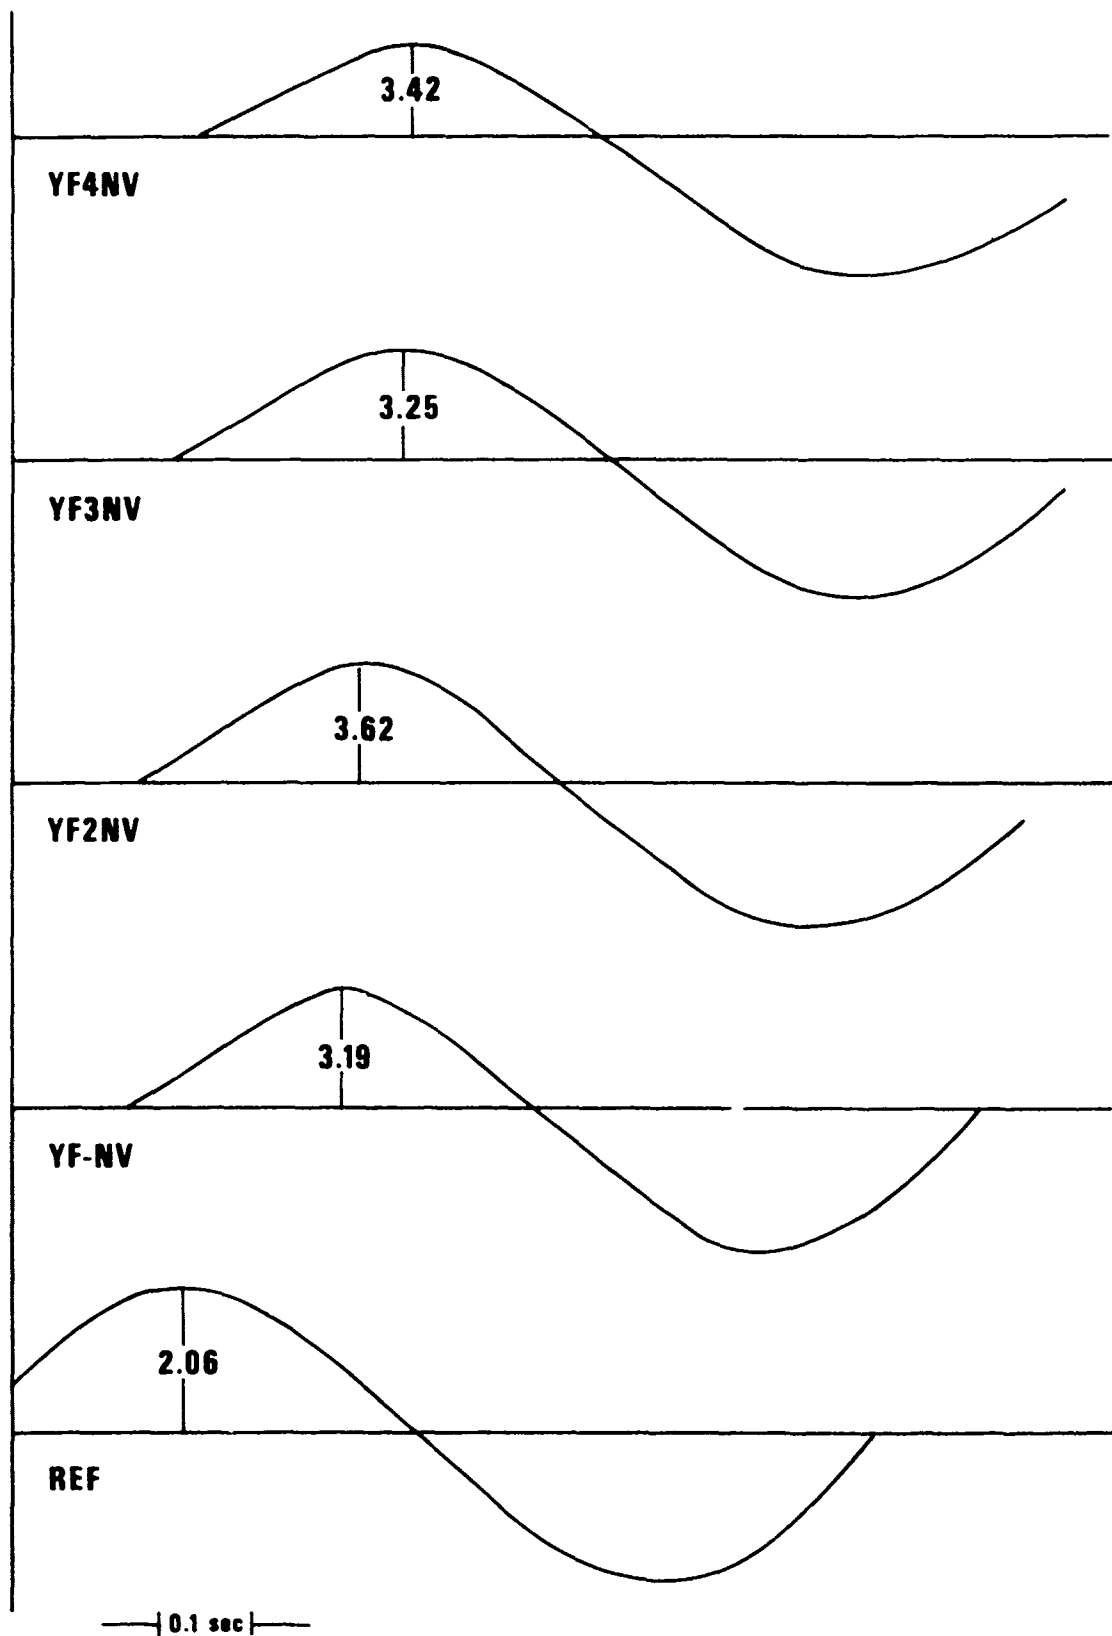 3.42
YF4NV
3.25
YF3NV
3.62
YF2NV
3.19
YF-NV
2.06
REF
0.1 sec